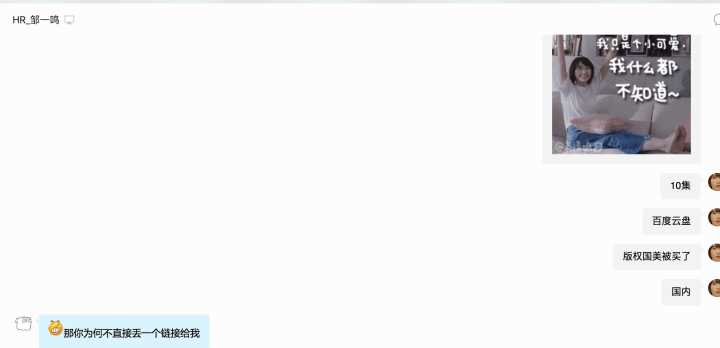 HR_邹一鸣
我只是个小可爱,
我什么都
不知道~
10集
百度云盘
版权国美被买了
国内
那你为何不直接丢一个链接给我